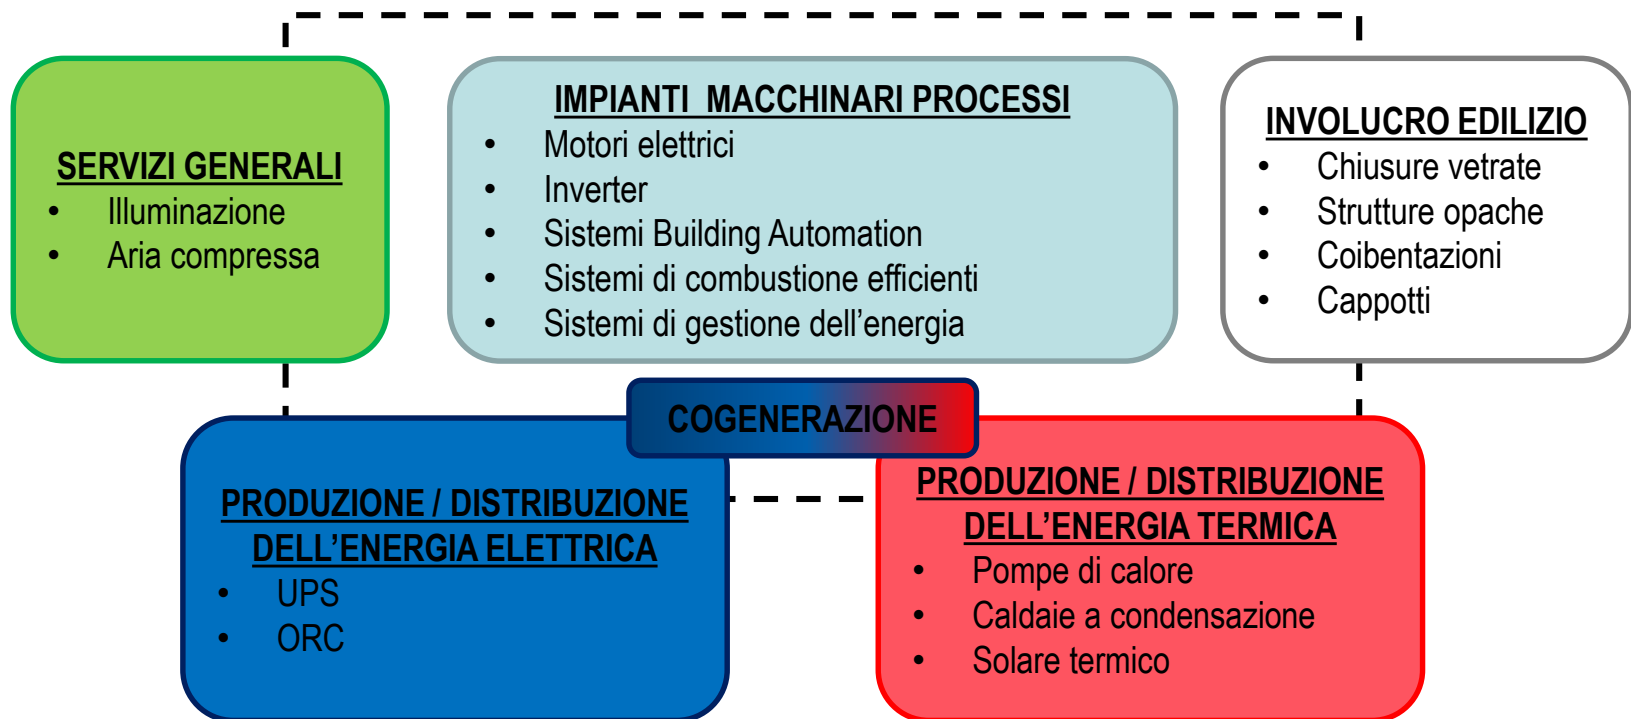 SERVIZI GENERALI
• Illuminazione
• Aria compressa
IMPIANTI MACCHINARI PROCESSI
• Motori elettrici
• Inverter
• Sistemi Building Automation
• Sistemi di combustione efficienti
• Sistemi di gestione dell’energia
INVOLUCRO EDILIZIO
• Chiusure vetrate
• Strutture opache
• Coibentazioni
• Cappotti
COGENERAZIONE
PRODUZIONE / DISTRIBUZIONE
DELL’ENERGIA ELETTRICA
• UPS
• ORC
PRODUZIONE / DISTRIBUZIONE
DELL’ENERGIA TERMICA
• Pompe di calore
• Caldaie a condensazione
• Solare termico